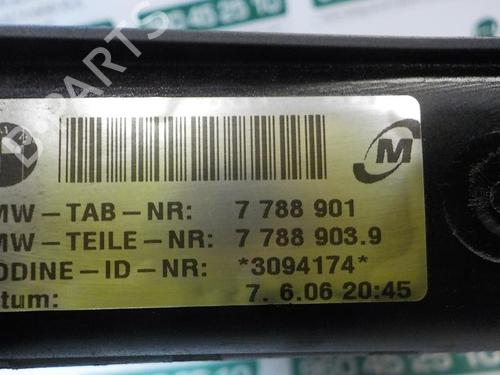 MW-TAB-NR: 7 788 901
MW-TEILE-NR: 7 788 903.9
ODINE-ID-NR: *3094174*
tum: 7. 6.06 20:45
B-PARTS
M